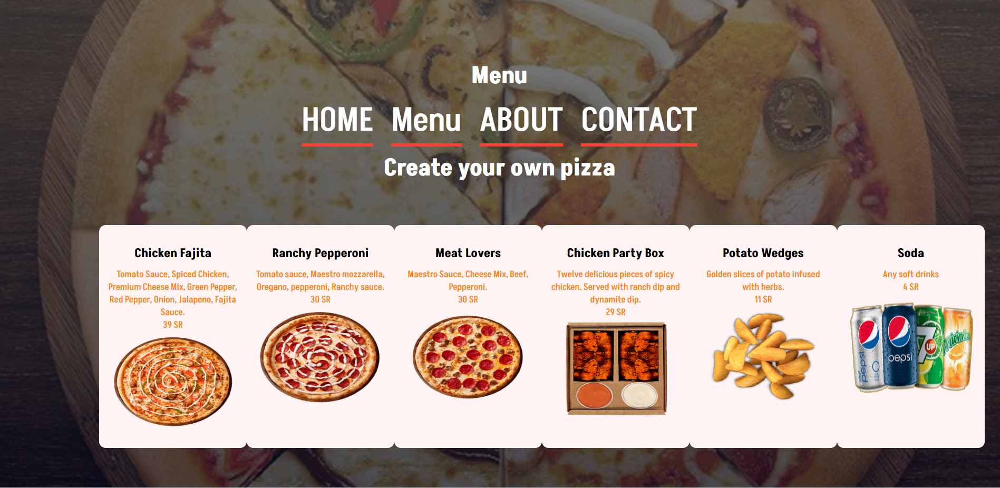 Menu
HOME Menu ABOUT CONTACT
Create your own pizza
Chicken Fajita
Tomato Sauce, Spiced Chicken,
Premium Cheese Mix, Green Pepper,
Red Pepper, Onion, Jalapeno, Fajita
Sauce.
39 SR
Ranchy Pepperoni
Tomato sauce, Maestro mozzarella,
Oregano, pepperoni, Ranchy sauce.
30 SR
Meat Lovers
Maestro Sauce, Cheese Mix, Beef,
Pepperoni.
30 SR
Chicken Party Box
Twelve delicious pieces of spicy
chicken. Served with ranch dip and
dynamite dip.
29 SR
Potato Wedges
Golden slices of potato infused
with herbs.
11 SR
Soda
Any soft drinks
4 SR
diet pepsi
pepsi
7UP
mirinda